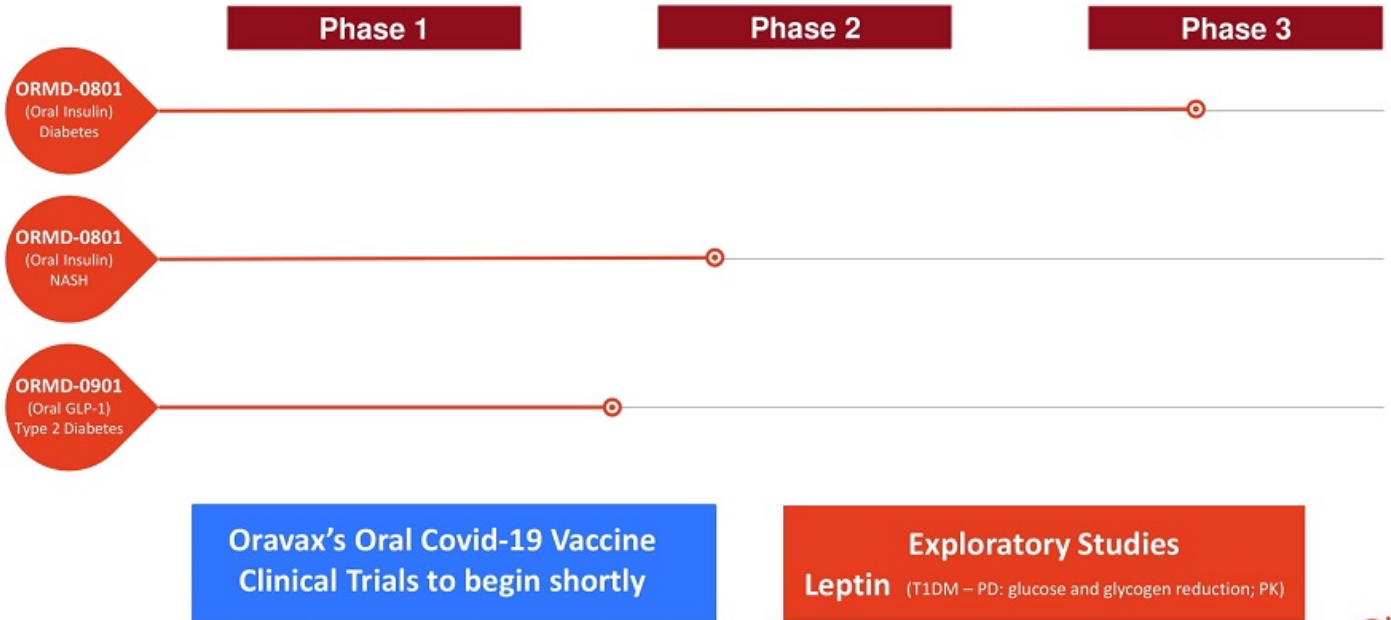 Phase 1
Phase 2
Phase 3
ORMD-0801
(Oral Insulin)
Diabetes
ORMD-0801
(Oral Insulin)
NASH
ORMD-0901
(Oral GLP-1)
Type 2 Diabetes
Oravax’s Oral Covid-19 Vaccine
Clinical Trials to begin shortly
Exploratory Studies
Leptin (T1DM – PD: glucose and glycogen reduction; PK)